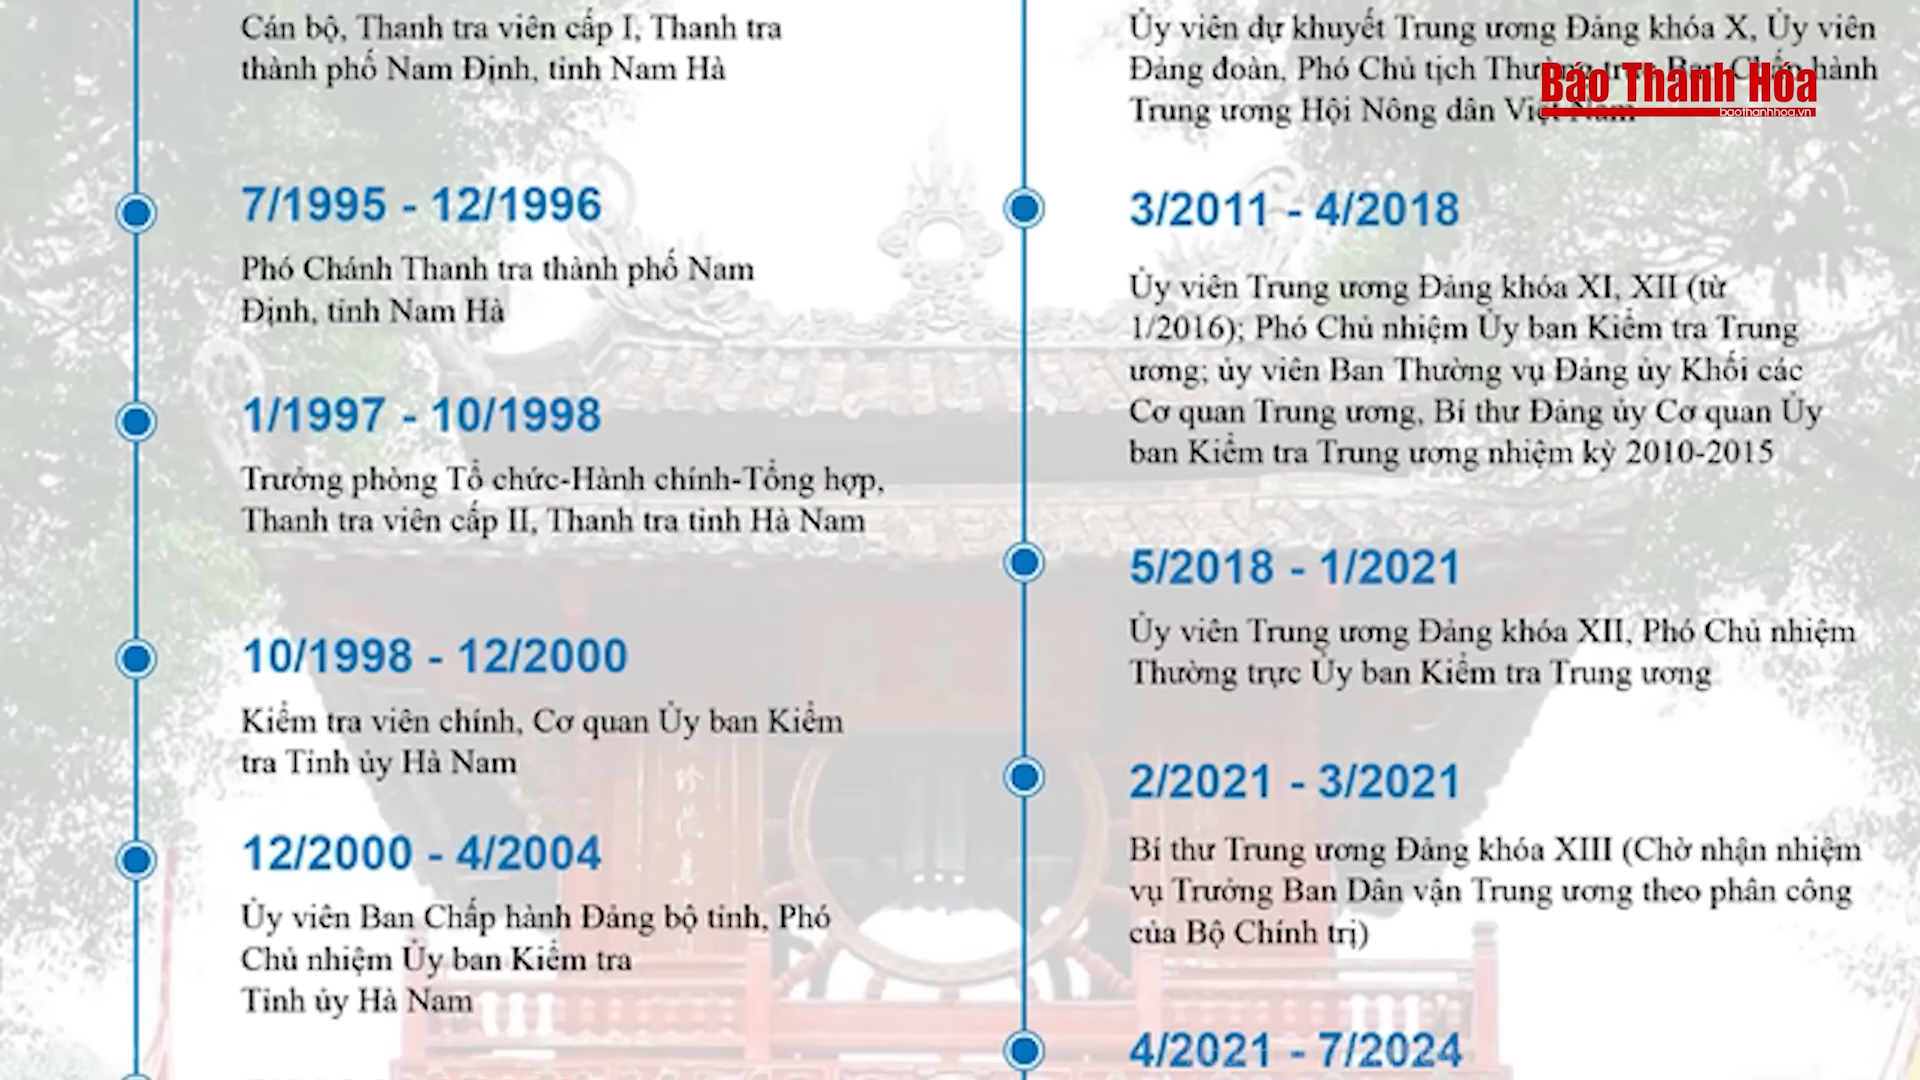 Cán bộ, Thanh tra viên cấp I, Thanh tra
thành phố Nam Định, tỉnh Nam Hà
7/1995 - 12/1996
Phó Chánh Thanh tra thành phố Nam
Định, tỉnh Nam Hà
1/1997 - 10/1998
Trưởng phòng Tổ chức-Hành chính-Tổng hợp,
Thanh tra viên cấp II, Thanh tra tỉnh Hà Nam
10/1998 - 12/2000
Kiểm tra viên chính, Cơ quan Ủy ban Kiểm
tra Tỉnh ủy Hà Nam
12/2000 - 4/2004
Ủy viên Ban Chấp hành Đảng bộ tỉnh, Phó
Chủ nhiệm Ủy ban Kiểm tra
Tỉnh ủy Hà Nam
Ủy viên dự khuyết Trung ương Đảng khóa X, Ủy viên
Đảng đoàn, Phó Chủ tịch Thường trực Ban Chấp hành
Trung ương Hội Nông dân Việt Nam
Báo Thanh Hóa
baothanhhoa.vn
3/2011 - 4/2018
Ủy viên Trung ương Đảng khóa XI, XII (từ
1/2016); Phó Chủ nhiệm Ủy ban Kiểm tra Trung
ương; ủy viên Ban Thường vụ Đảng ủy Khối các
Cơ quan Trung ương, Bí thư Đảng ủy Cơ quan Ủy
ban Kiểm tra Trung ương nhiệm kỳ 2010-2015
5/2018 - 1/2021
Ủy viên Trung ương Đảng khóa XII, Phó Chủ nhiệm
Thường trực Ủy ban Kiểm tra Trung ương
2/2021 - 3/2021
Bí thư Trung ương Đảng khóa XIII (Chờ nhận nhiệm
vụ Trưởng Ban Dân vận Trung ương theo phân công
của Bộ Chính trị)
4/2021 - 7/2024